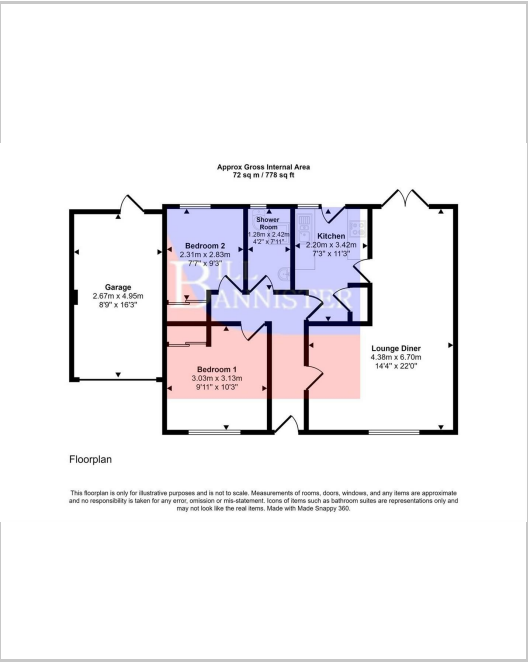 Approx Gross Internal Area
72 sq m / 778 sq ft
Shower
Room
1.28m x 2.42m
4'2" x 7'11"
Kitchen
2.20m x 3.42m
7'3" x 11'3"
Bedroom 2
2.31m x 2.83m
7'7" x 9'3"
Garage
2.67m x 4.95m
8'9" x 16'3"
BANNISTER
Lounge Diner
4.38m x 6.70m
14'4" x 22'0"
Bedroom 1
3.03m x 3.13m
9'11" x 10'3"
Floorplan
This floorplan is only for illustrative purposes and is not to scale. Measurements of rooms, doors, windows, and any items are approximate
and no responsibility is taken for any error, omission or mis-statement. Icons of items such as bathroom suites are representations only and
may not look like the real items. Made with Made Snappy 360.